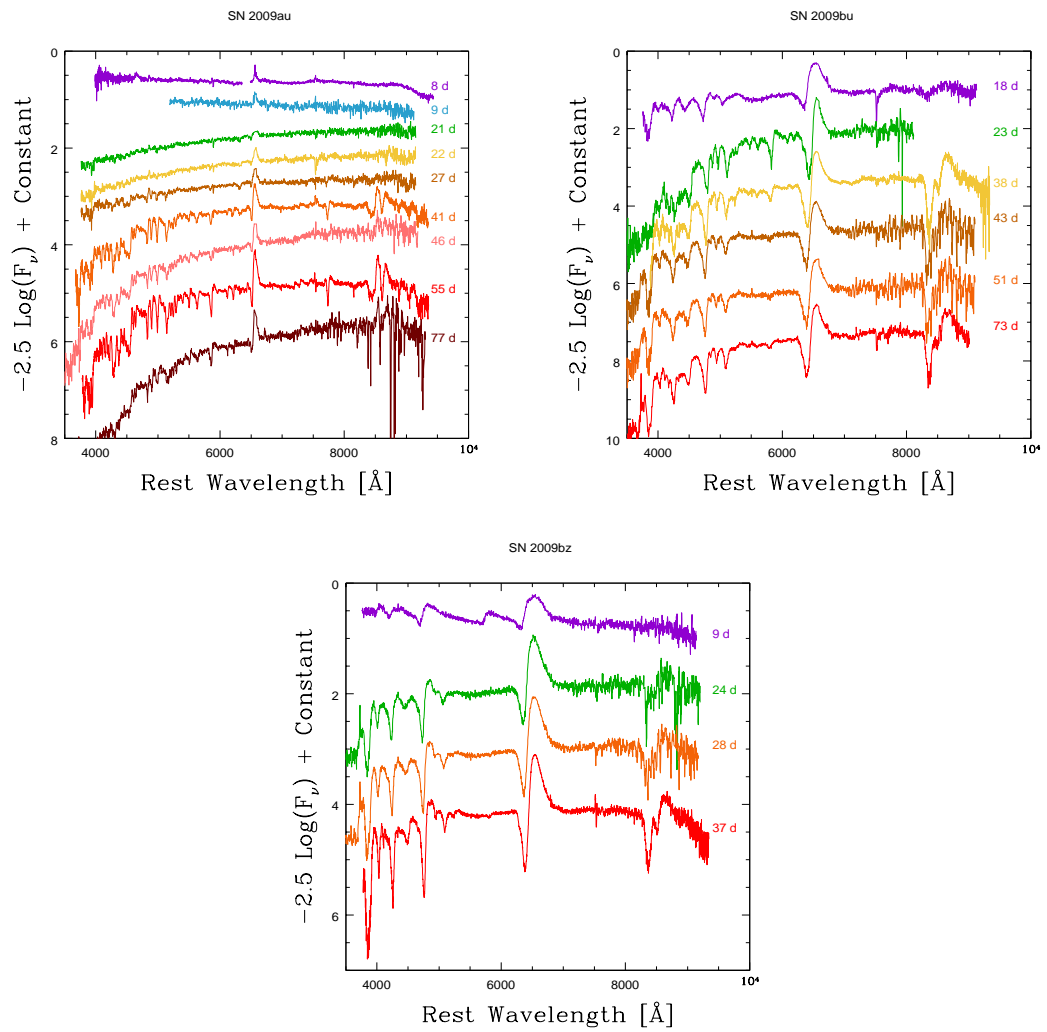 SN 2009au
0
2
4
6
8
4000
6000
8000
10⁴
−2.5 Log(Fν) + Constant
Rest Wavelength [Å]
8 d
9 d
21 d
22 d
27 d
41 d
46 d
55 d
77 d
SN 2009bu
0
2
4
6
8
10
4000
6000
8000
10⁴
−2.5 Log(Fν) + Constant
Rest Wavelength [Å]
18 d
23 d
38 d
43 d
51 d
73 d
SN 2009bz
0
2
4
6
4000
6000
8000
10⁴
−2.5 Log(Fν) + Constant
Rest Wavelength [Å]
9 d
24 d
28 d
37 d